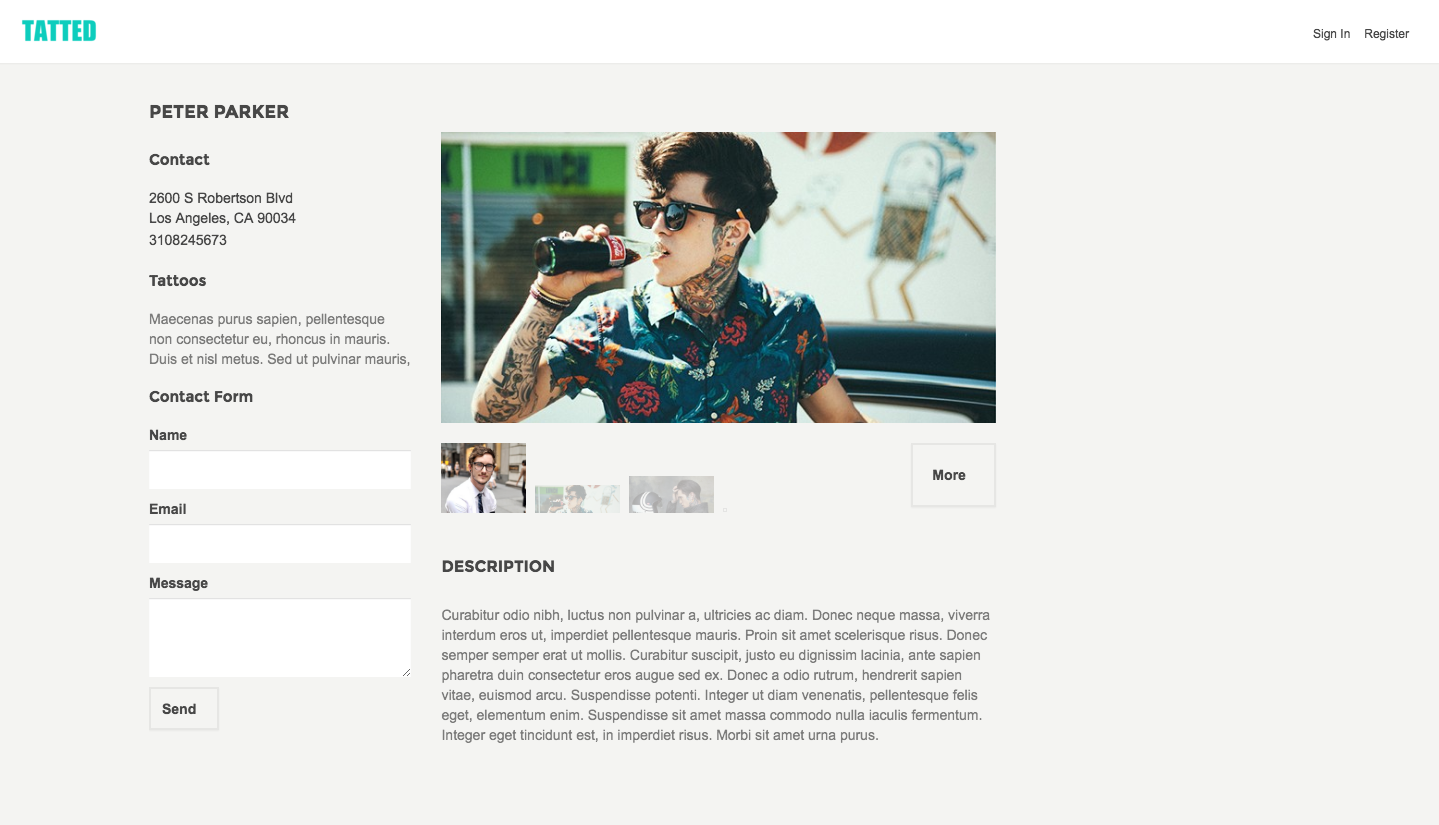 TATTED
Sign In Register
PETER PARKER
Contact
2600 S Robertson Blvd
Los Angeles, CA 90034
3108245673
Tattoos
Maecenas purus sapien, pellentesque
non consectetur eu, rhoncus in mauris.
Duis et nisl metus. Sed ut pulvinar mauris,
Contact Form
Name
Email
Message
Send
LUNCH
More
DESCRIPTION
Curabitur odio nibh, luctus non pulvinar a, ultricies ac diam. Donec neque massa, viverra
interdum eros ut, imperdiet pellentesque mauris. Proin sit amet scelerisque risus. Donec
semper semper erat ut mollis. Curabitur suscipit, justo eu dignissim lacinia, ante sapien
pharetra duin consectetur eros augue sed ex. Donec a odio rutrum, hendrerit sapien
vitae, euismod arcu. Suspendisse potenti. Integer ut diam venenatis, pellentesque felis
eget, elementum enim. Suspendisse sit amet massa commodo nulla iaculis fermentum.
Integer eget tincidunt est, in imperdiet risus. Morbi sit amet urna purus.